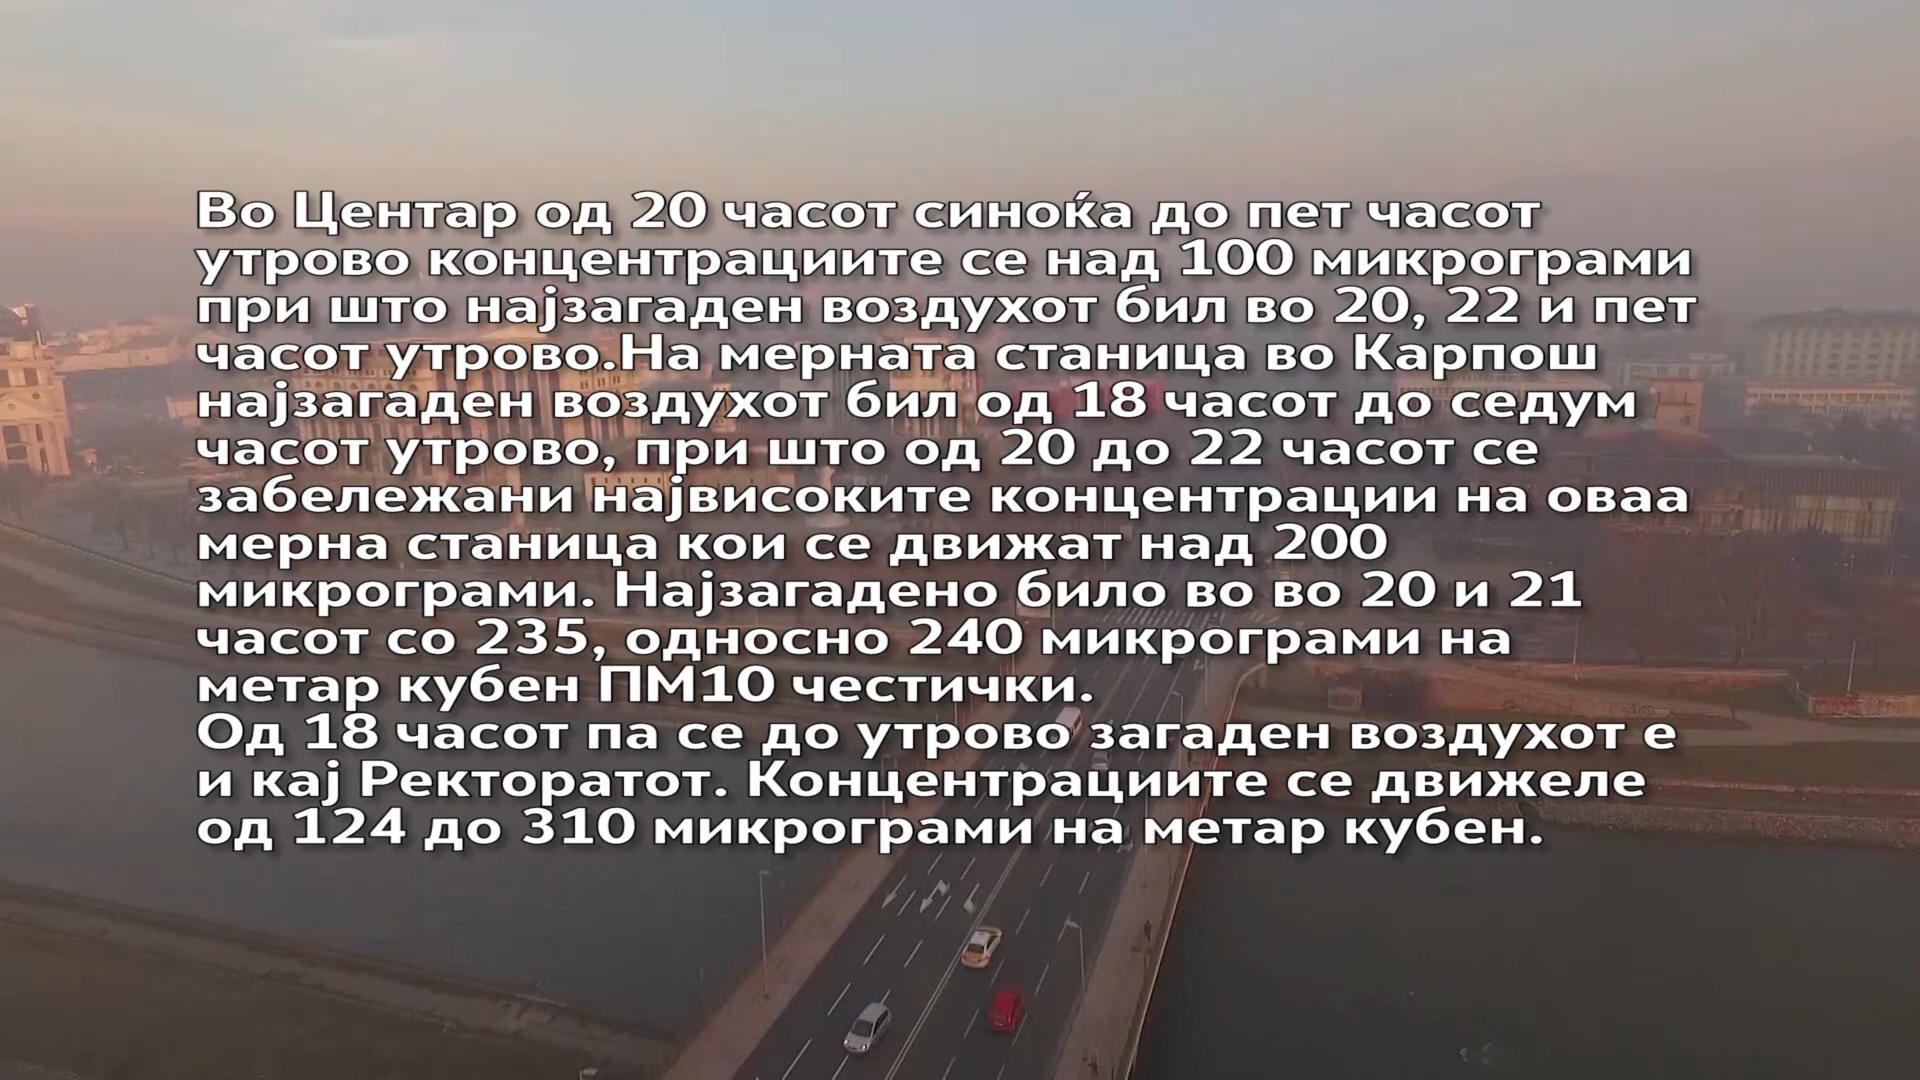 Во Центар од 20 часот синоќа до пет часот
утрово концентрациите се над 100 микрограми
при што најзагаден воздухот бил во 20, 22 и пет
часот утрово.На мерната станица во Карпош
најзагаден воздухот бил од 18 часот до седум
часот утрово, при што од 20 до 22 часот се
забележани највисоките концентрации на оваа
мерна станица кои се движат над 200
микрограми. Најзагадено било во во 20 и 21
часот со 235, односно 240 микрограми на
метар кубен ПМ10 честички.
Од 18 часот па се до утрово загаден воздухот е
и кај Ректоратот. Концентрациите се движеле
од 124 до 310 микрограми на метар кубен.